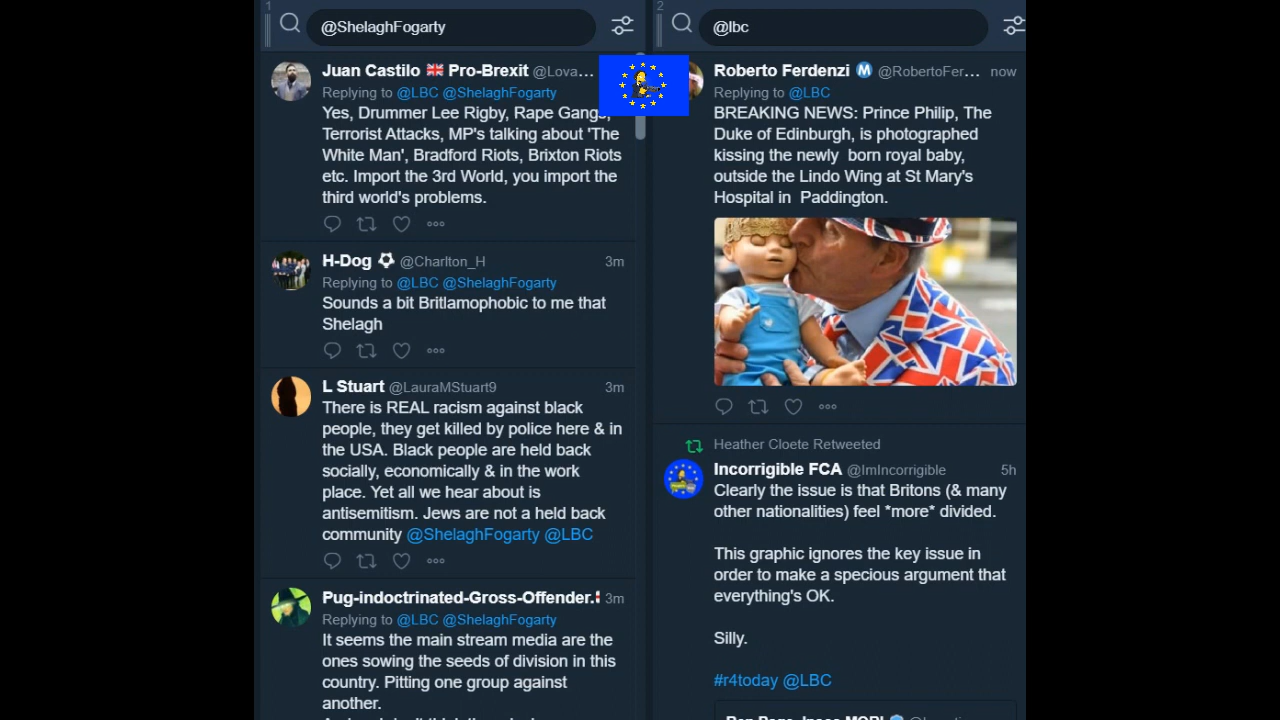 1
@ShelaghFogarty
Juan Castilo 🇬🇧 Pro-Brexit @Lova...
Replying to @LBC @ShelaghFogarty
Yes, Drummer Lee Rigby, Rape Gangs,
Terrorist Attacks, MP's talking about 'The
White Man', Bradford Riots, Brixton Riots
etc. Import the 3rd World, you import the
third world's problems.
H-Dog ⚽ @Charlton_H 3m
Replying to @LBC @ShelaghFogarty
Sounds a bit Britlamophobic to me that
Shelagh
L Stuart @LauraMStuart9 3m
There is REAL racism against black
people, they get killed by police here & in
the USA. Black people are held back
socially, economically & in the work
place. Yet all we hear about is
antisemitism. Jews are not a held back
community @ShelaghFogarty @LBC
Pug-indoctrinated-Gross-Offender. 3m
Replying to @LBC @ShelaghFogarty
It seems the main stream media are the
ones sowing the seeds of division in this
country. Pitting one group against
another.
2
@lbc
Roberto Ferdenzi Ⓜ @RobertoFer... now
Replying to @LBC
BREAKING NEWS: Prince Philip, The
Duke of Edinburgh, is photographed
kissing the newly born royal baby,
outside the Lindo Wing at St Mary's
Hospital in Paddington.
Heather Cloete Retweeted
Incorrigible FCA @ImIncorrigible 5h
Clearly the issue is that Britons (& many
other nationalities) feel *more* divided.
This graphic ignores the key issue in
order to make a specious argument that
everything's OK.
Silly.
#r4today @LBC